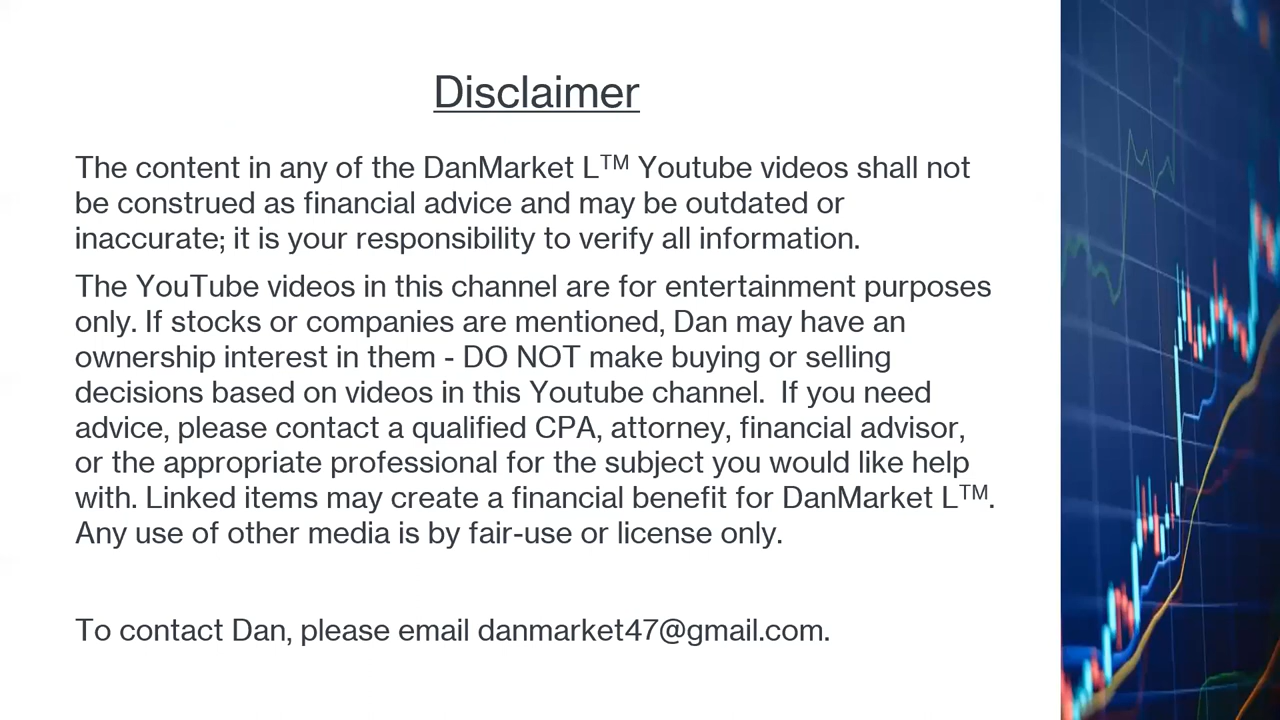 Disclaimer
The content in any of the DanMarket L™ Youtube videos shall not
be construed as financial advice and may be outdated or
inaccurate; it is your responsibility to verify all information.
The YouTube videos in this channel are for entertainment purposes
only. If stocks or companies are mentioned, Dan may have an
ownership interest in them - DO NOT make buying or selling
decisions based on videos in this Youtube channel.  If you need
advice, please contact a qualified CPA, attorney, financial advisor,
or the appropriate professional for the subject you would like help
with. Linked items may create a financial benefit for DanMarket L™.
Any use of other media is by fair-use or license only.
To contact Dan, please email danmarket47@gmail.com.